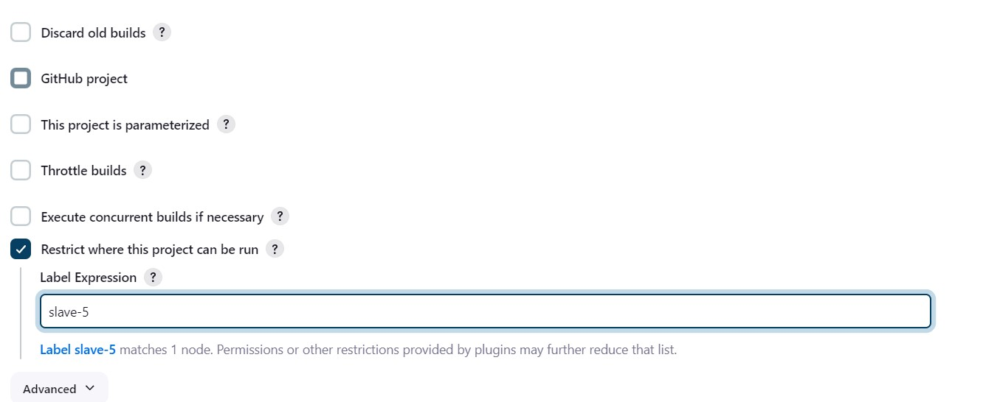 Discard old builds ?
GitHub project
This project is parameterized ?
Throttle builds ?
Execute concurrent builds if necessary ?
Restrict where this project can be run ?
Label Expression ?
slave-5
Label slave-5 matches 1 node. Permissions or other restrictions provided by plugins may further reduce that list.
Advanced